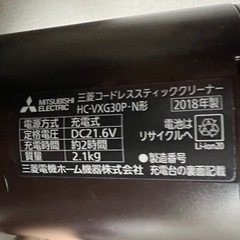 MITSUBISHI ELECTRIC
三菱コードレススティッククリーナー
HC-VXG30P-N形
2018年製
電源方式 充電式
定格電圧 DC21.6V
充電時間 約2時間
質量 2.1kg
三菱電機ホーム機器株式会社
電池は
リサイクルへ
Li-ion20
●製造番号
充電台の裏面記載